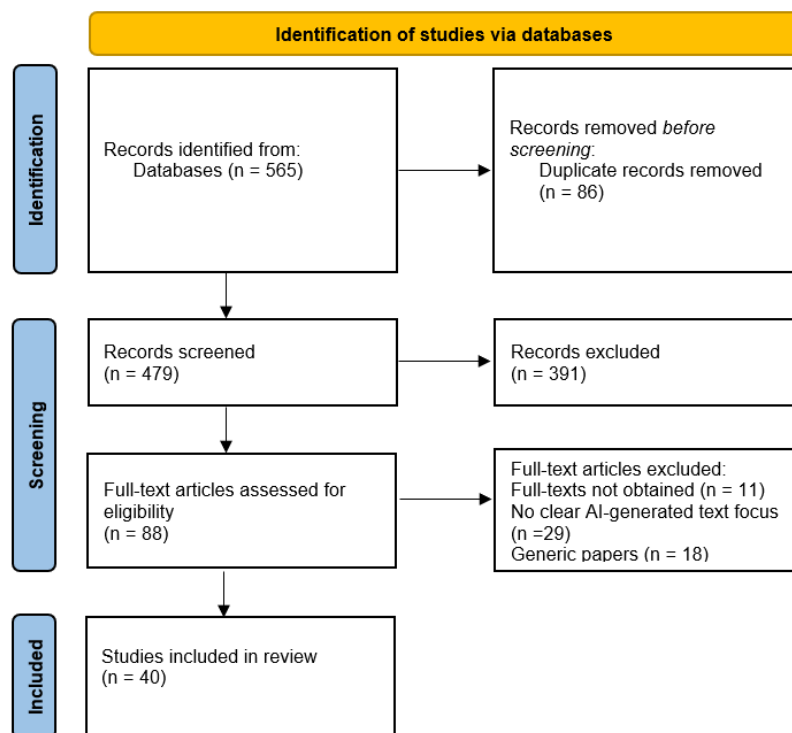 Identification of studies via databases
Identification
Records identified from:
Databases (n = 565)
Records removed before
screening:
Duplicate records removed
(n = 86)
Screening
Records screened
(n = 479)
Records excluded
(n = 391)
Full-text articles assessed for
eligibility
(n = 88)
Full-text articles excluded:
Full-texts not obtained (n = 11)
No clear AI-generated text focus
(n =29)
Generic papers (n = 18)
Included
Studies included in review
(n = 40)